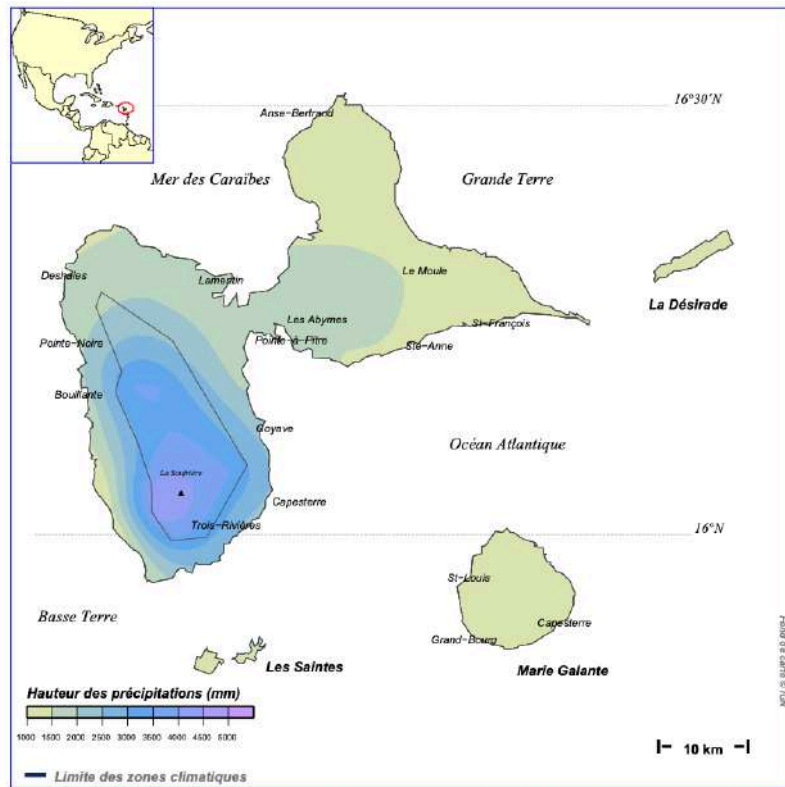 16°30'N
Anse-Bertrand
Mer des Caraïbes
Grande Terre
Deshaies
Lamentin
Le Moule
La Désirade
Les Abymes
St-François
Pointe-Noire
Pointe-à-Pitre
Ste-Anne
Bouillante
Goyave
Océan Atlantique
La Soufrière
Capesterre
Trois-Rivières
16°N
St-Louis
Basse Terre
Capesterre
Grand-Bourg
Les Saintes
Marie Galante
Hauteur des précipitations (mm)
1000 1500 2000 2500 3000 3500 4000 4500 5000
10 km
Limite des zones climatiques